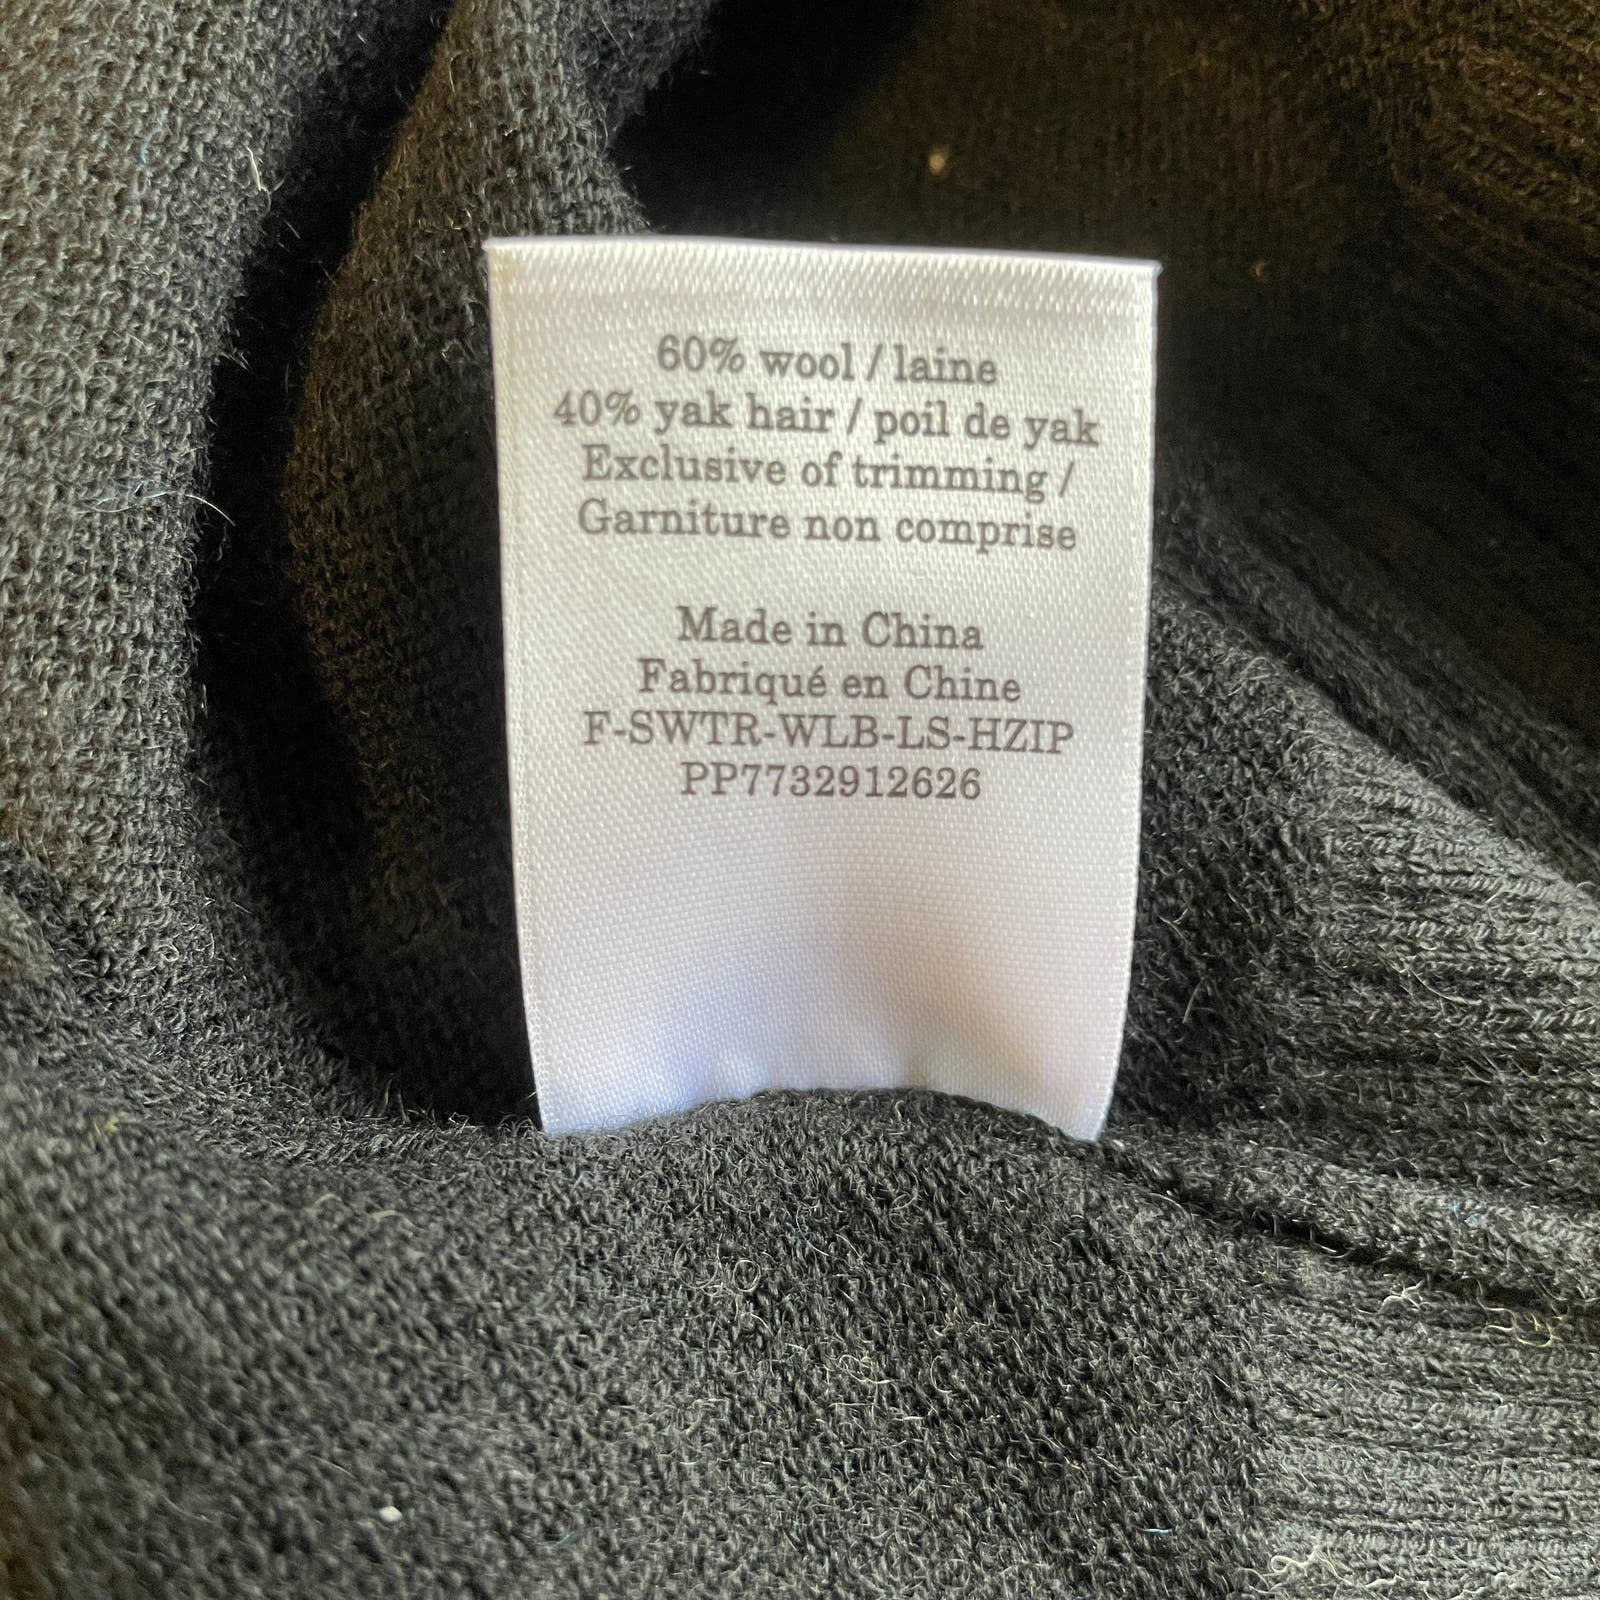 60% wool / laine
40% yak hair / poil de yak
Exclusive of trimming /
Garniture non comprise
Made in China
Fabriqué en Chine
F-SWTR-WLB-LS-HZIP
PP7732912626